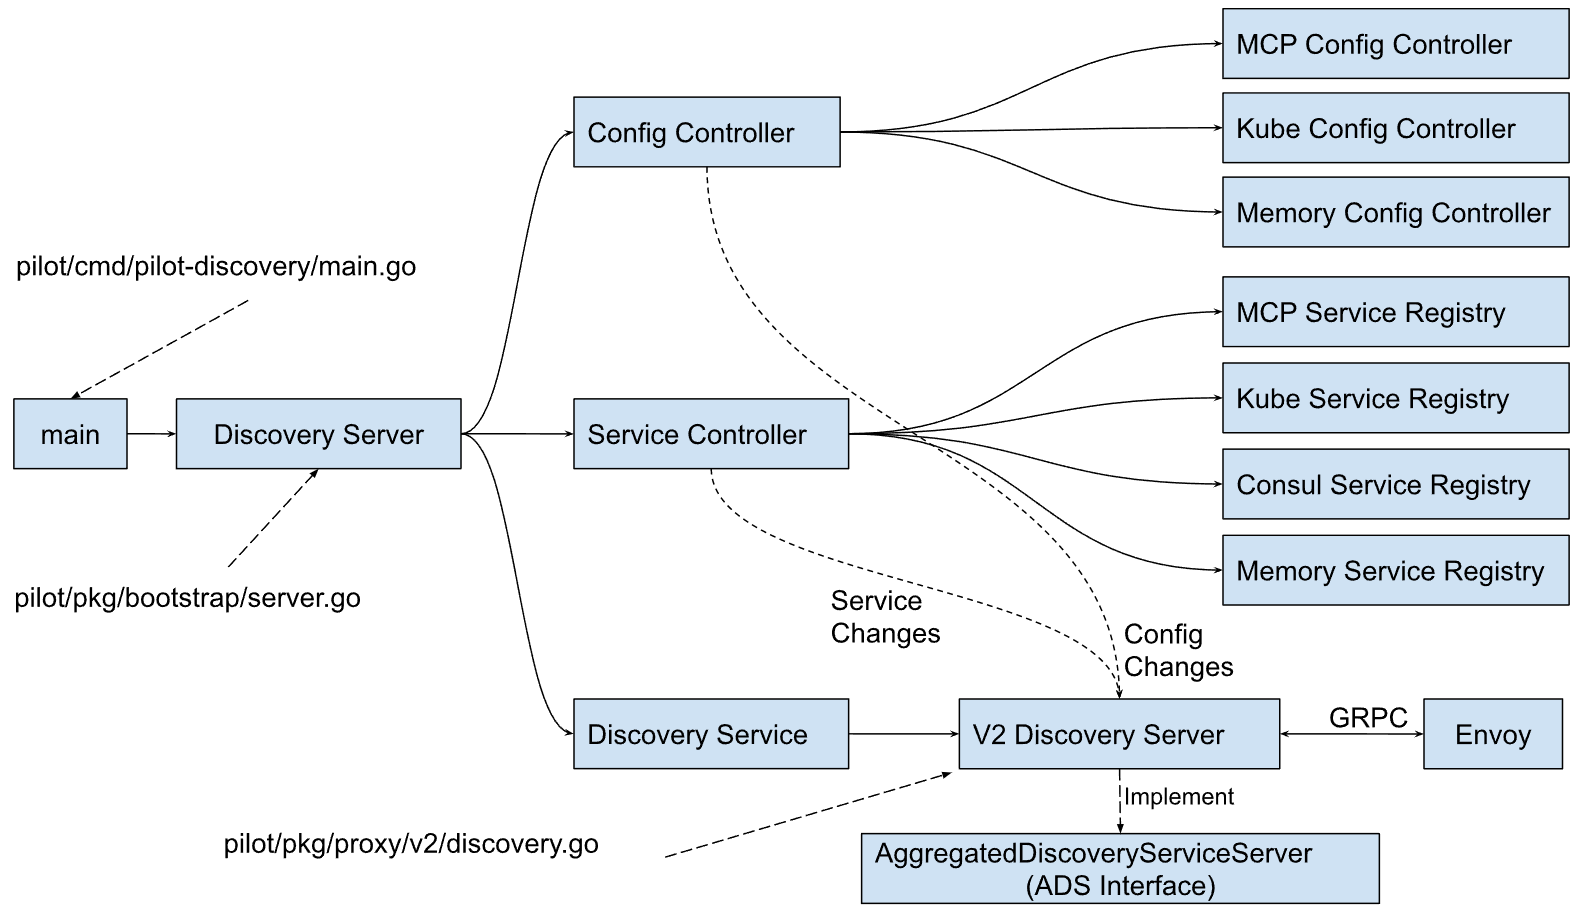 MCP Config Controller
Config Controller
Kube Config Controller
Memory Config Controller
pilot/cmd/pilot-discovery/main.go
MCP Service Registry
Kube Service Registry
main
Discovery Server
Service Controller
Consul Service Registry
Memory Service Registry
pilot/pkg/bootstrap/server.go
Service
Changes
Config
Changes
Discovery Service
V2 Discovery Server
GRPC
Envoy
Implement
pilot/pkg/proxy/v2/discovery.go
AggregatedDiscoveryServiceServer
(ADS Interface)